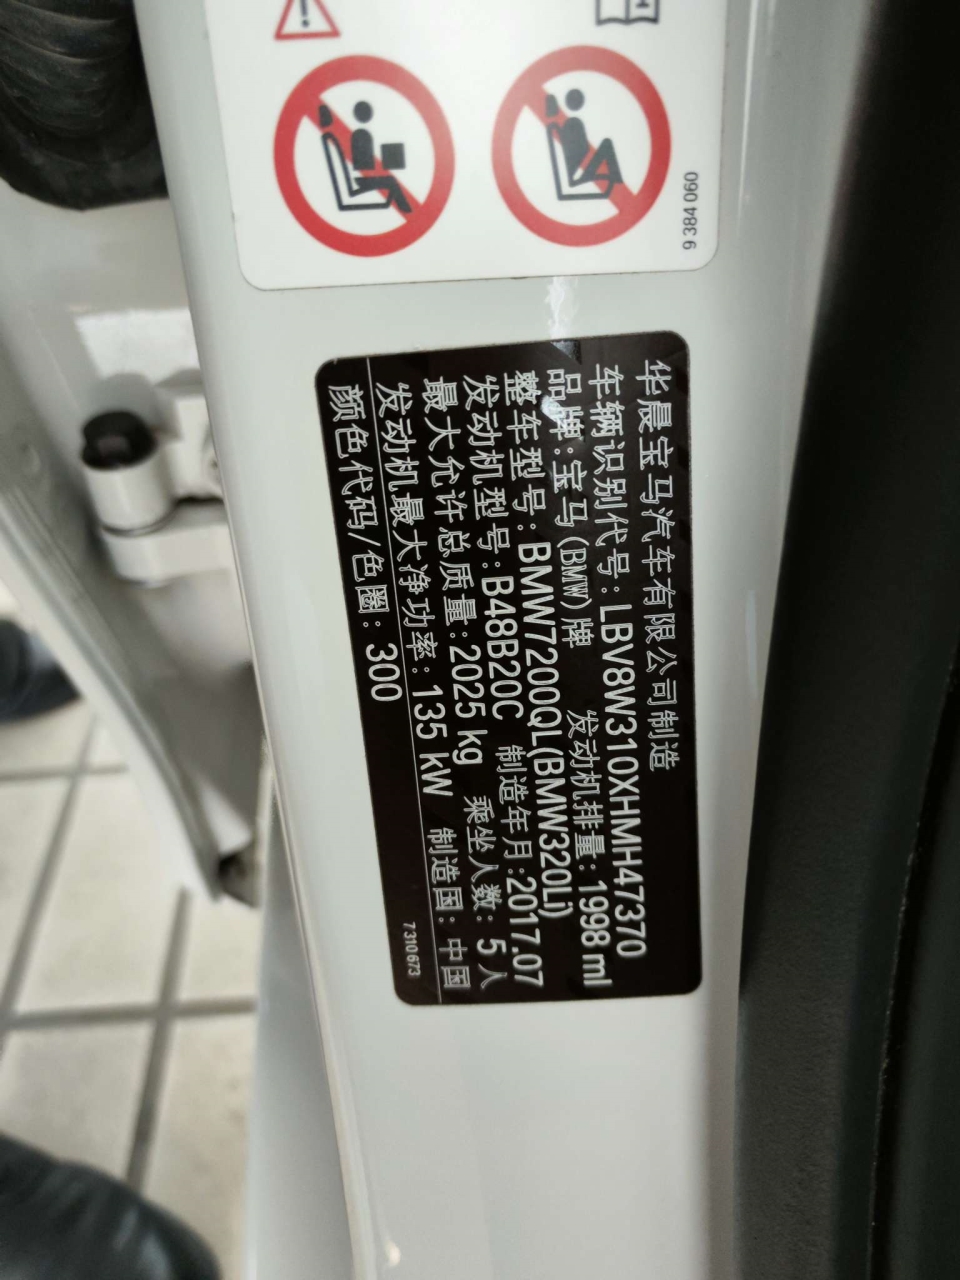 9 384 060
华晨宝马汽车有限公司制造
车辆识别代号: LBV8W310XHMH47370
品牌: 宝马(BMW)牌 发动机排量: 1998 ml
整车型号: BMW7200QL(BMW320Li)
发动机型号: B48B20C 制造年月: 2017.07
最大允许总质量: 2025 kg 乘坐人数: 5 人
发动机最大净功率: 135 kW 制造国: 中国
颜色代码/色圈: 300
7 310 673